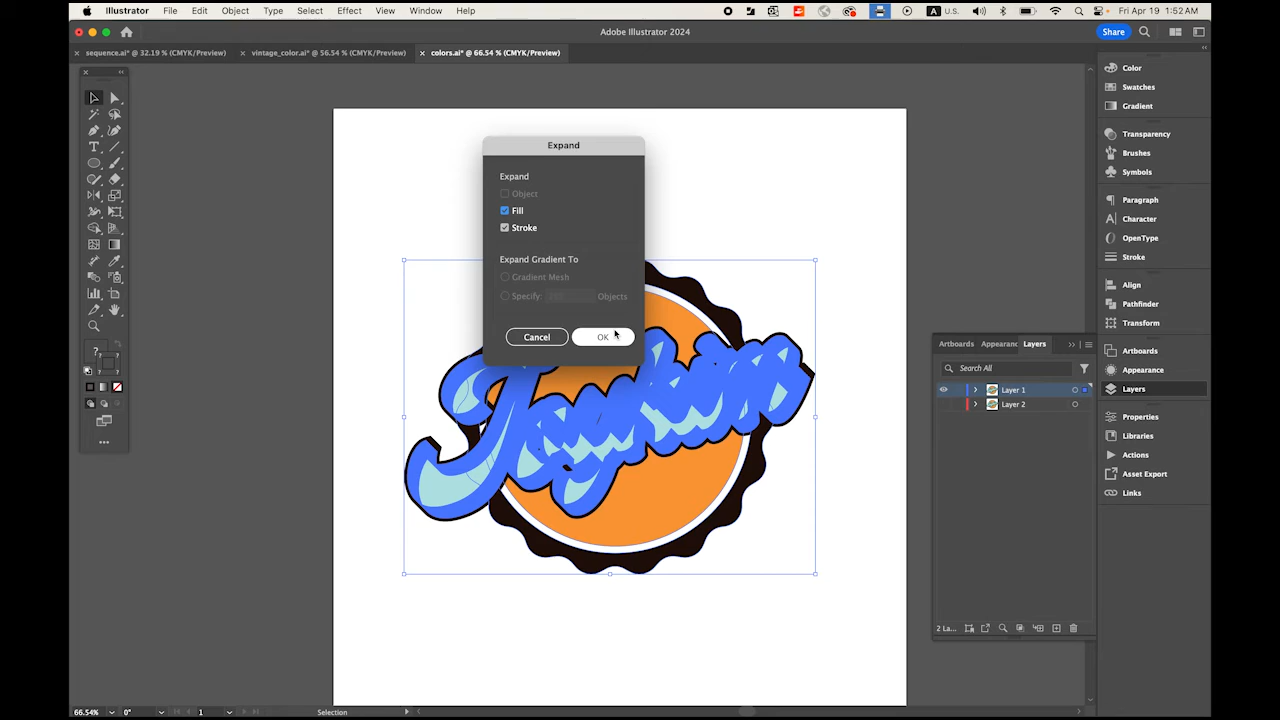 Illustrator File Edit Object Type Select Effect View Window Help A U.S. Fri Apr 19 1:52 AM
Adobe Illustrator 2024
Share
sequence.ai* @ 32.19 % (CMYK/Preview) vintage_color.ai* @ 56.54 % (CMYK/Preview) colors.ai* @ 66.54 % (CMYK/Preview)
Color
Swatches
Gradient
Transparency
Brushes
Symbols
Paragraph
Character
OpenType
Stroke
Align
Pathfinder
Transform
Artboards
Appearance
Layers
Properties
Libraries
Actions
Asset Export
Links
Expand
Expand
Object
Fill
Stroke
Expand Gradient To
Gradient Mesh
Specify: Objects
Cancel OK
Artboards Appearanc Layers
Search All
Layer 1
Layer 2
2 La...
66.54% 0° 1 Selection